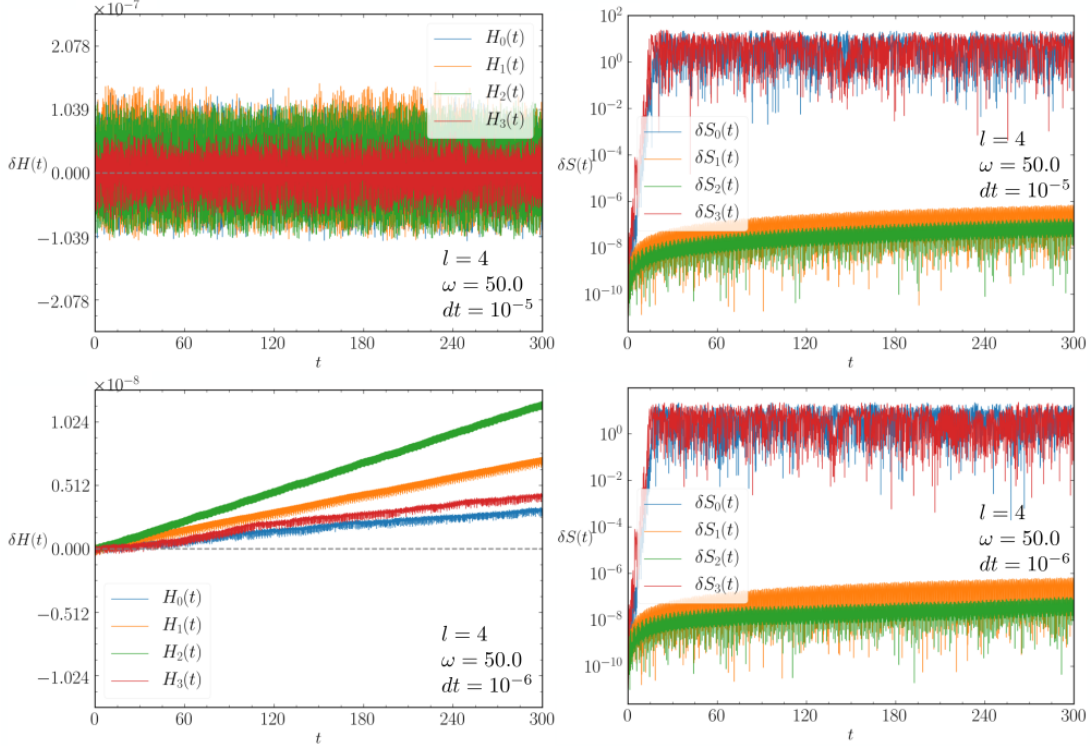 ×10⁻⁷
2.078
1.039
0.000
−1.039
−2.078
δH(t)
H₀(t)
H₁(t)
H₂(t)
H₃(t)
l = 4
ω = 50.0
dt = 10⁻⁵
0 60 120 180 240 300
t
10²
10⁰
10⁻²
10⁻⁴
10⁻⁶
10⁻⁸
10⁻¹⁰
δS(t)
δS₀(t)
δS₁(t)
δS₂(t)
δS₃(t)
l = 4
ω = 50.0
dt = 10⁻⁵
0 60 120 180 240 300
t
×10⁻⁸
1.024
0.512
0.000
−0.512
−1.024
δH(t)
H₀(t)
H₁(t)
H₂(t)
H₃(t)
l = 4
ω = 50.0
dt = 10⁻⁶
0 60 120 180 240 300
t
10⁰
10⁻²
10⁻⁴
10⁻⁶
10⁻⁸
10⁻¹⁰
δS(t)
δS₀(t)
δS₁(t)
δS₂(t)
δS₃(t)
l = 4
ω = 50.0
dt = 10⁻⁶
0 60 120 180 240 300
t